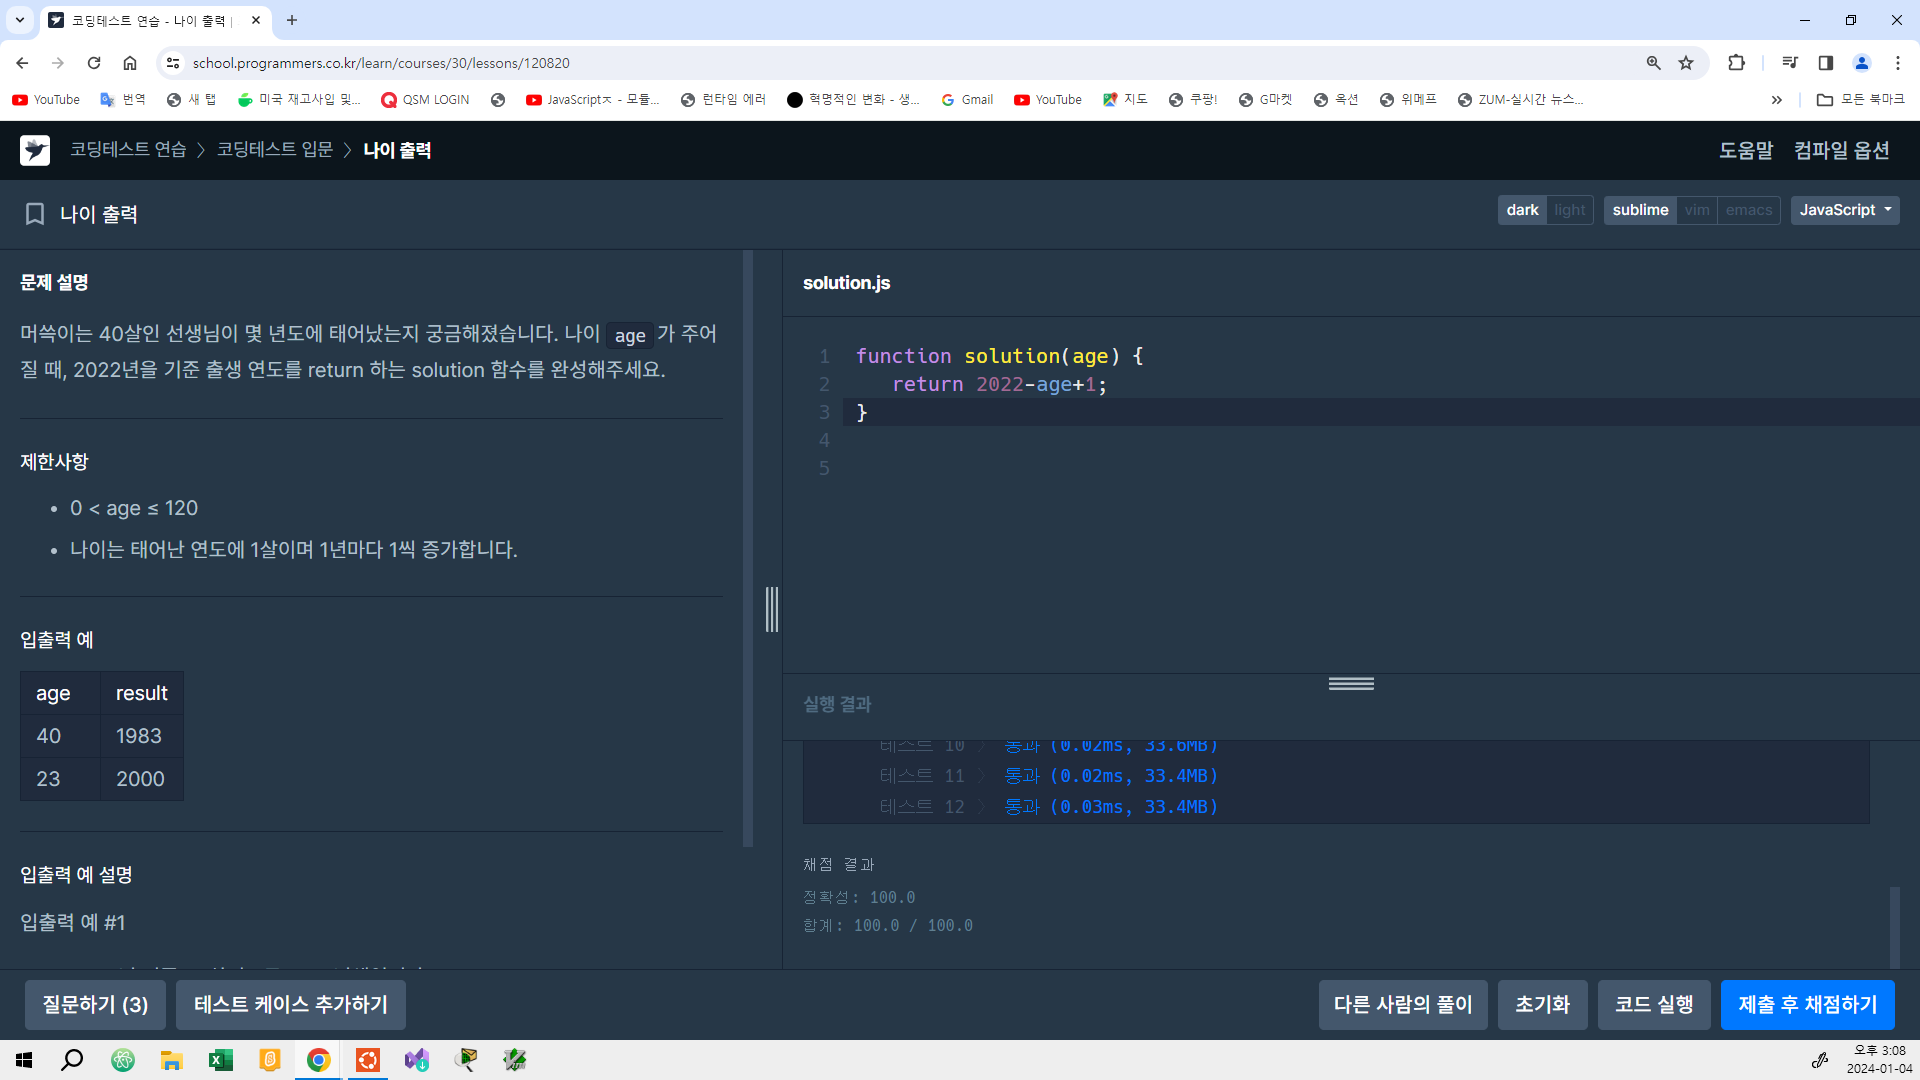 코딩테스트 연습 - 나이 출력 |
school.programmers.co.kr/learn/courses/30/lessons/120820
YouTube 번역 새 탭 미국 재고사입 및... QSM LOGIN JavaScriptㅈ - 모듈... 런타임 에러 혁명적인 변화 - 생... Gmail YouTube 지도 쿠팡! G마켓 옥션 위메프 ZUM-실시간 뉴스... 모든 북마크
코딩테스트 연습 > 코딩테스트 입문 > 나이 출력
도움말 컴파일 옵션
나이 출력
dark light sublime vim emacs JavaScript
문제 설명
머쓱이는 40살인 선생님이 몇 년도에 태어났는지 궁금해졌습니다. 나이 age 가 주어
질 때, 2022년을 기준 출생 연도를 return 하는 solution 함수를 완성해주세요.
제한사항
• 0 < age ≤ 120
• 나이는 태어난 연도에 1살이며 1년마다 1씩 증가합니다.
입출력 예
age result
40 1983
23 2000
입출력 예 설명
입출력 예 #1
solution.js
1 function solution(age) {
2 return 2022-age+1;
3 }
4
5
실행 결과
테스트 10 〉 통과 (0.02ms, 33.6MB)
테스트 11 〉 통과 (0.02ms, 33.4MB)
테스트 12 〉 통과 (0.03ms, 33.4MB)
채점 결과
정확성: 100.0
합계: 100.0 / 100.0
질문하기 (3) 테스트 케이스 추가하기 다른 사람의 풀이 초기화 코드 실행 제출 후 채점하기
오후 3:08
2024-01-04